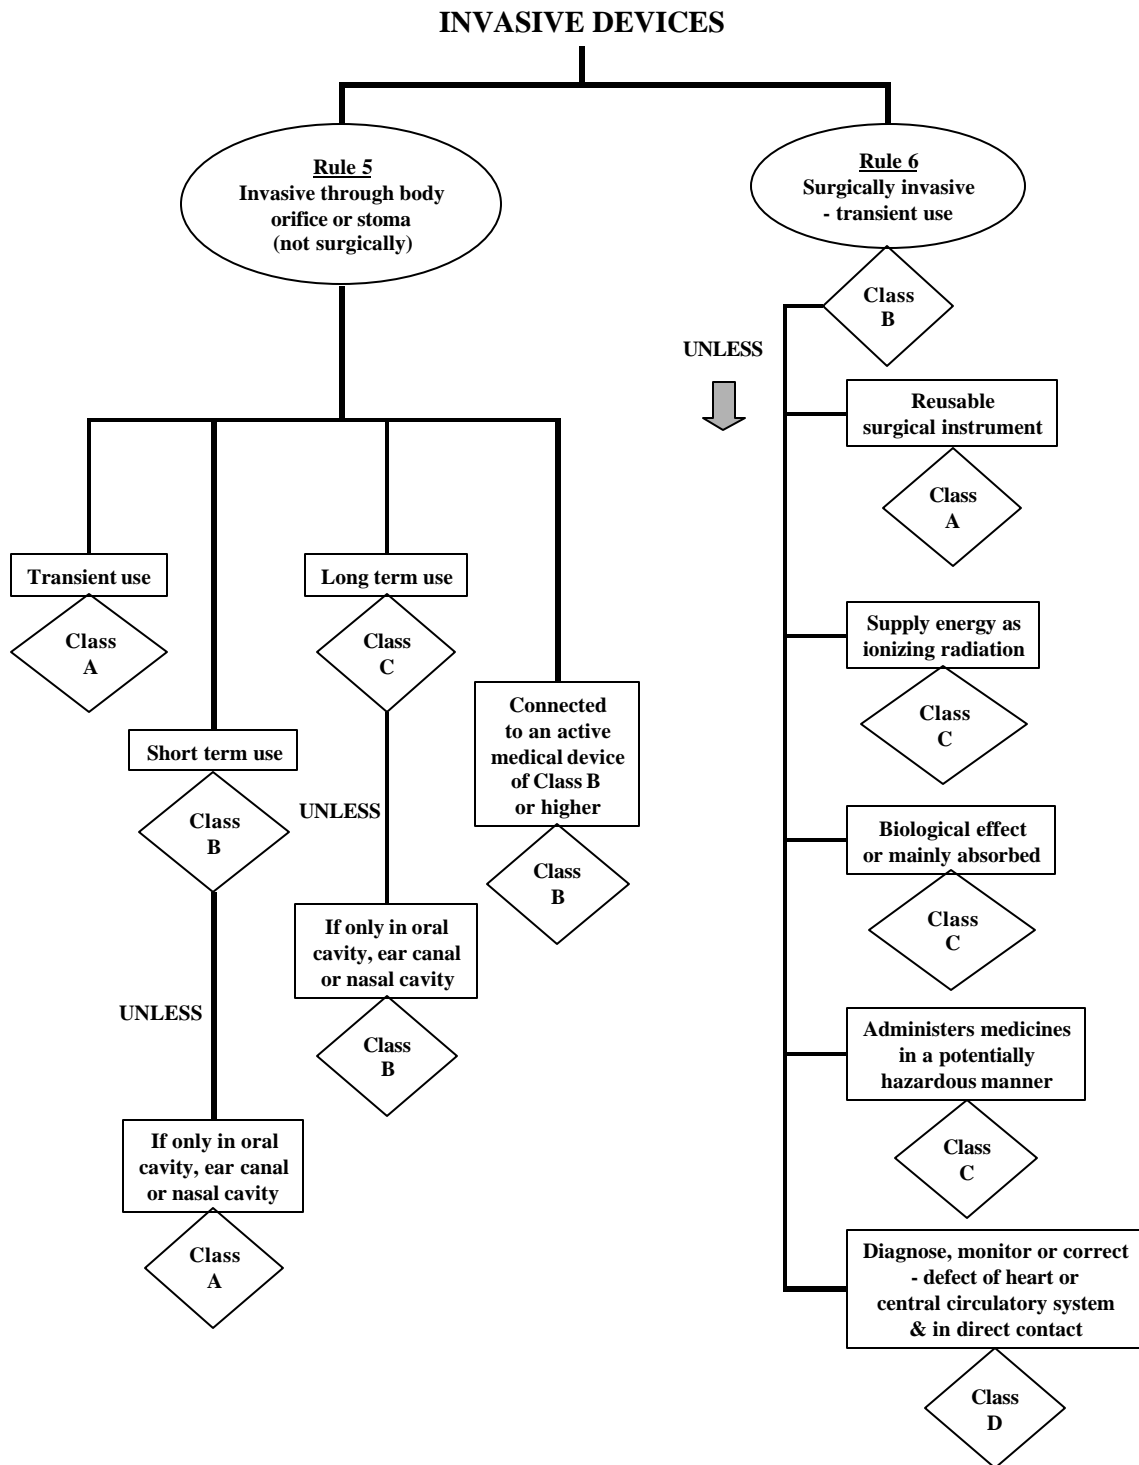 INVASIVE DEVICES
Rule 5
Invasive through body
orifice or stoma
(not surgically)
Transient use
Class
A
Short term use
Class
B
UNLESS
If only in oral
cavity, ear canal
or nasal cavity
Class
A
Long term use
Class
C
UNLESS
If only in oral
cavity, ear canal
or nasal cavity
Class
B
Connected
to an active
medical device
of Class B
or higher
Class
B
Rule 6
Surgically invasive
- transient use
Class
B
UNLESS
Reusable
surgical instrument
Class
A
Supply energy as
ionizing radiation
Class
C
Biological effect
or mainly absorbed
Class
C
Administers medicines
in a potentially
hazardous manner
Class
C
Diagnose, monitor or correct
- defect of heart or
central circulatory system
& in direct contact
Class
D